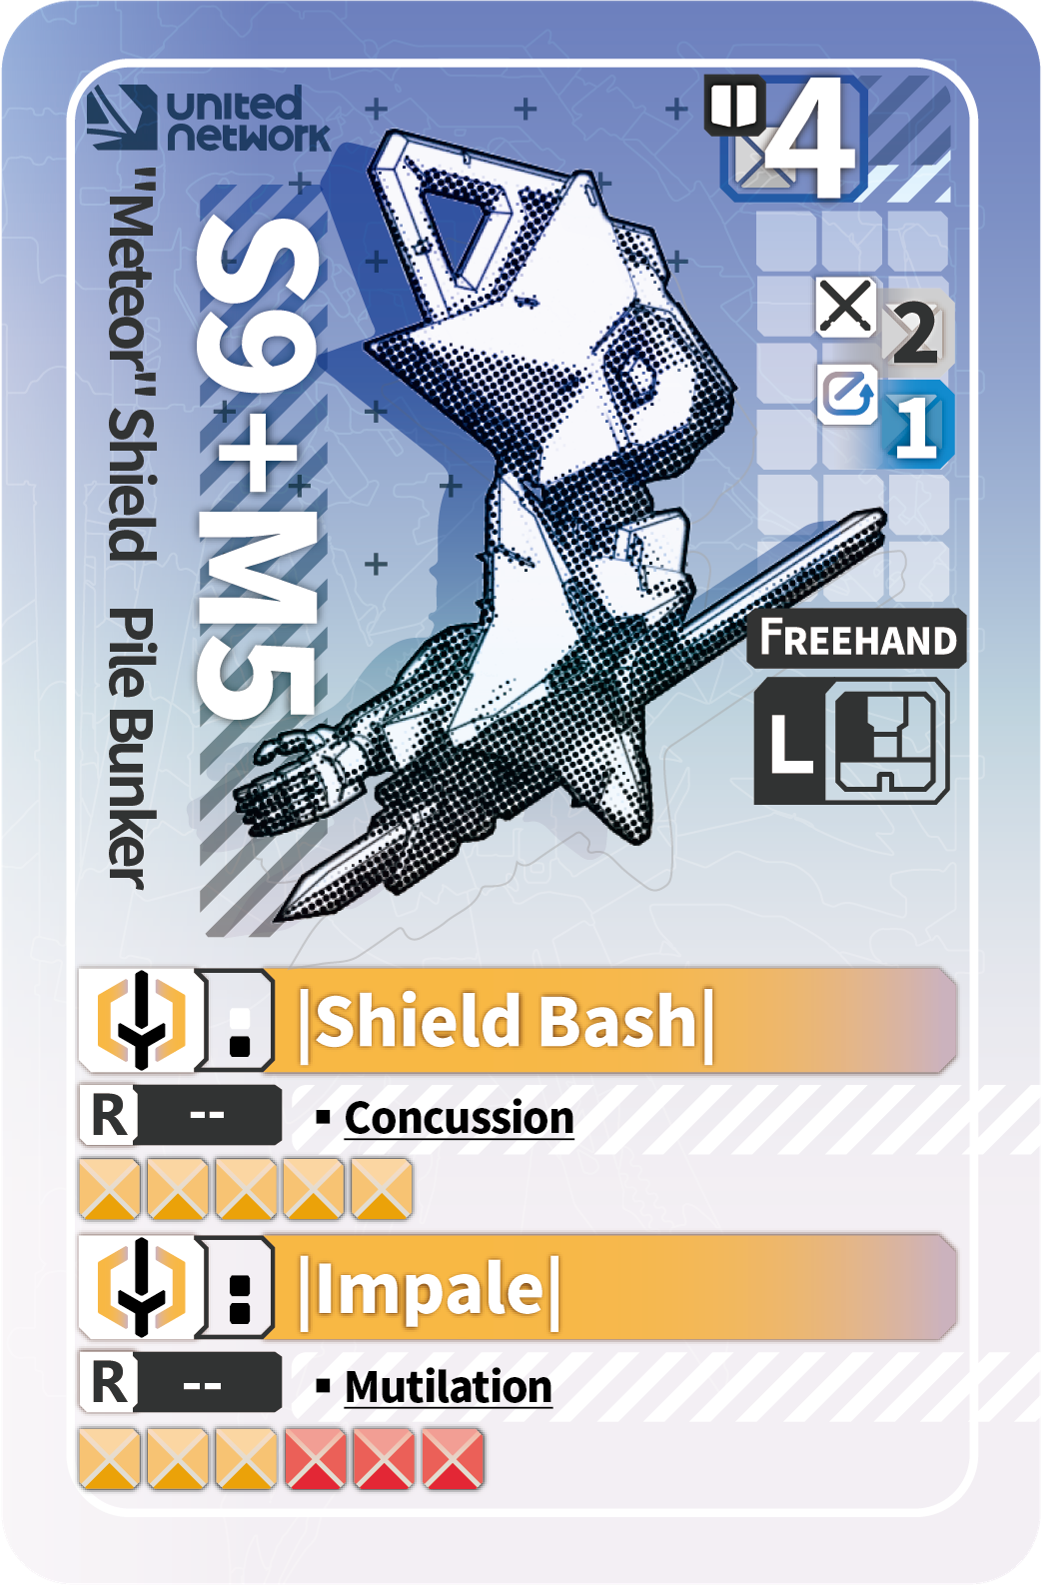 UNITED
NETWORK
4
"Meteor" Shield Pile Bunker
S9+M5
2
1
FREEHAND
L
|Shield Bash|
R --
▪ Concussion
|Impale|
R --
▪ Mutilation